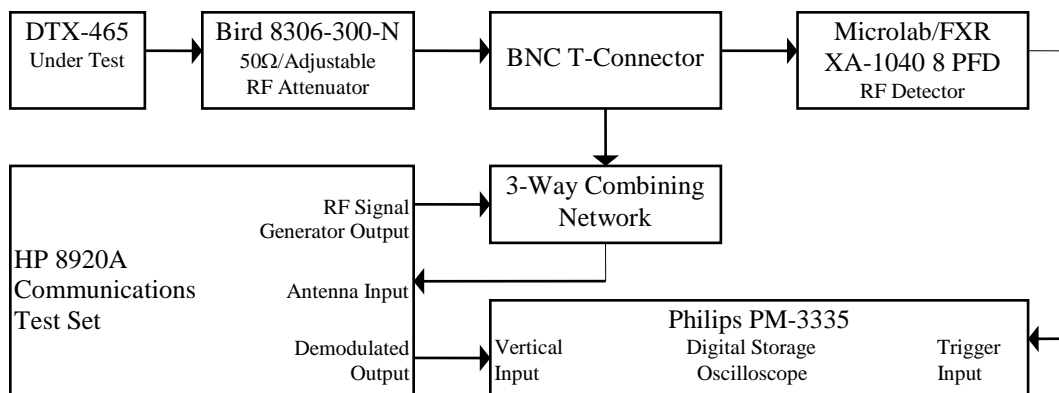 DTX-465
Under Test
Bird 8306-300-N
50Ω/Adjustable
RF Attenuator
BNC T-Connector
Microlab/FXR
XA-1040 8 PFD
RF Detector
3-Way Combining
Network
RF Signal
Generator Output
HP 8920A
Communications
Test Set
Antenna Input
Demodulated
Output
Philips PM-3335
Digital Storage
Oscilloscope
Vertical
Input
Trigger
Input